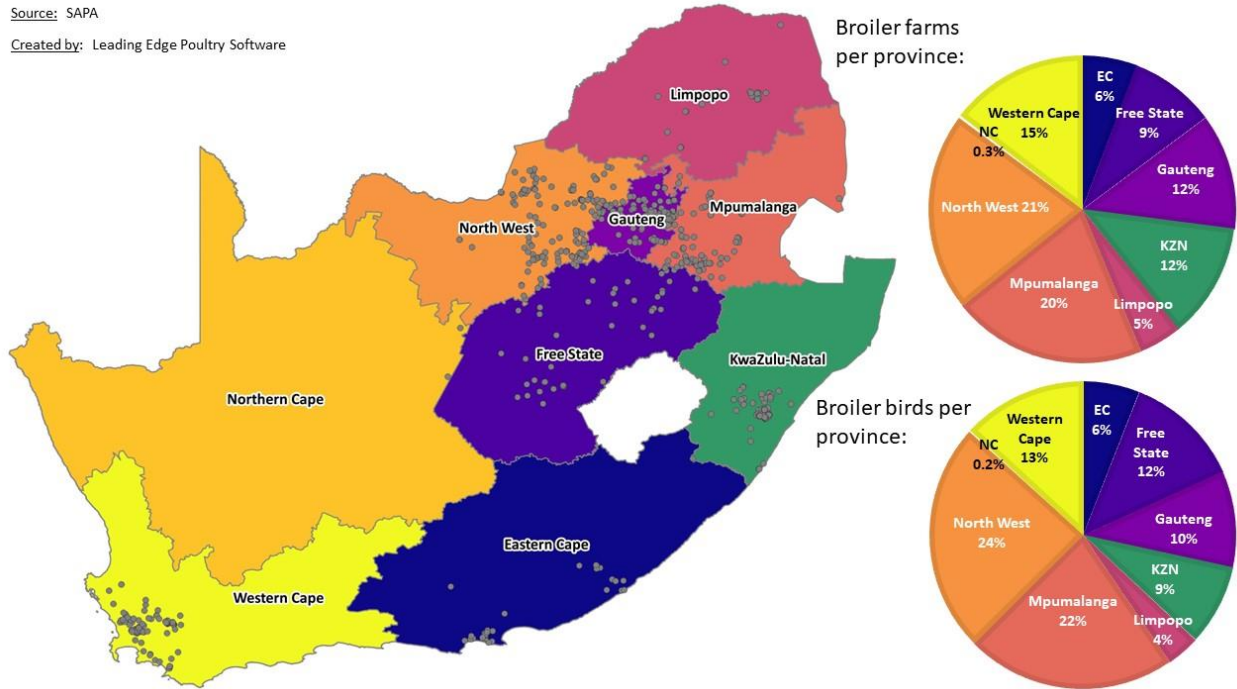 Source: SAPA
Created by: Leading Edge Poultry Software
Broiler farms
per province:
Limpopo
North West
Gauteng
Mpumalanga
Free State
KwaZulu-Natal
Northern Cape
Eastern Cape
Western Cape
EC
6%
Free State
9%
Gauteng
12%
KZN
12%
Limpopo
5%
Mpumalanga
20%
North West 21%
NC
0.3%
Western Cape
15%
Broiler birds per
province:
EC
6%
Free
State
12%
Gauteng
10%
KZN
9%
Limpopo
4%
Mpumalanga
22%
North West
24%
NC
0.2%
Western
Cape
13%